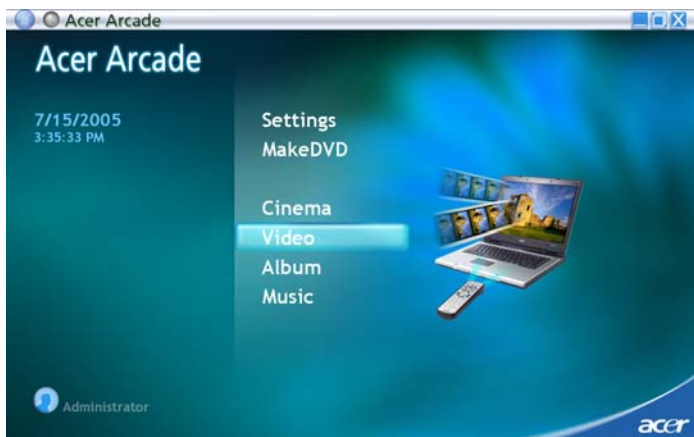 Acer Arcade
Acer Arcade
7/15/2005
3:35:33 PM
Settings
MakeDVD
Cinema
Video
Album
Music
Administrator
acer